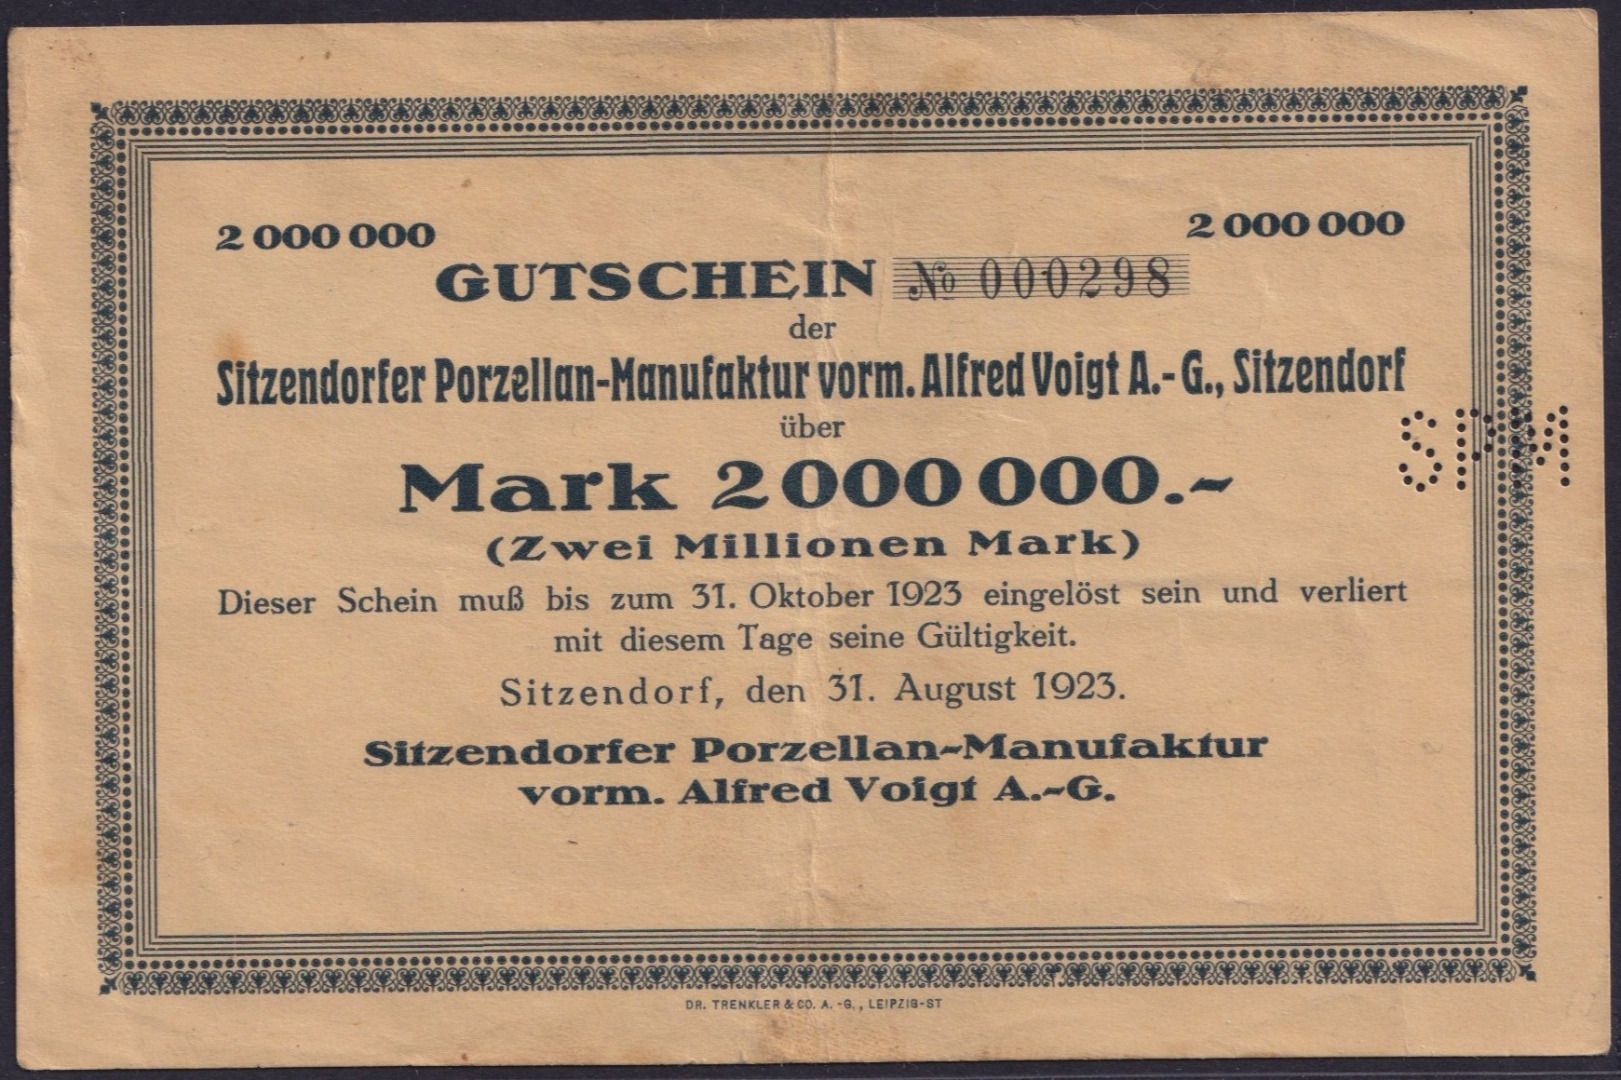 2 000 000
2 000 000
GUTSCHEIN № 000298
der
Sitzendorfer Porzellan-Manufaktur vorm. Alfred Voigt A.-G., Sitzendorf
über
Mark 2 000 000.-
(Zwei Millionen Mark)
Dieser Schein muß bis zum 31. Oktober 1923 eingelöst sein und verliert
mit diesem Tage seine Gültigkeit.
Sitzendorf, den 31. August 1923.
Sitzendorfer Porzellan-Manufaktur
vorm. Alfred Voigt A.-G.
SPM
DR. TRENKLER & CO. A.-G., LEIPZIG-ST